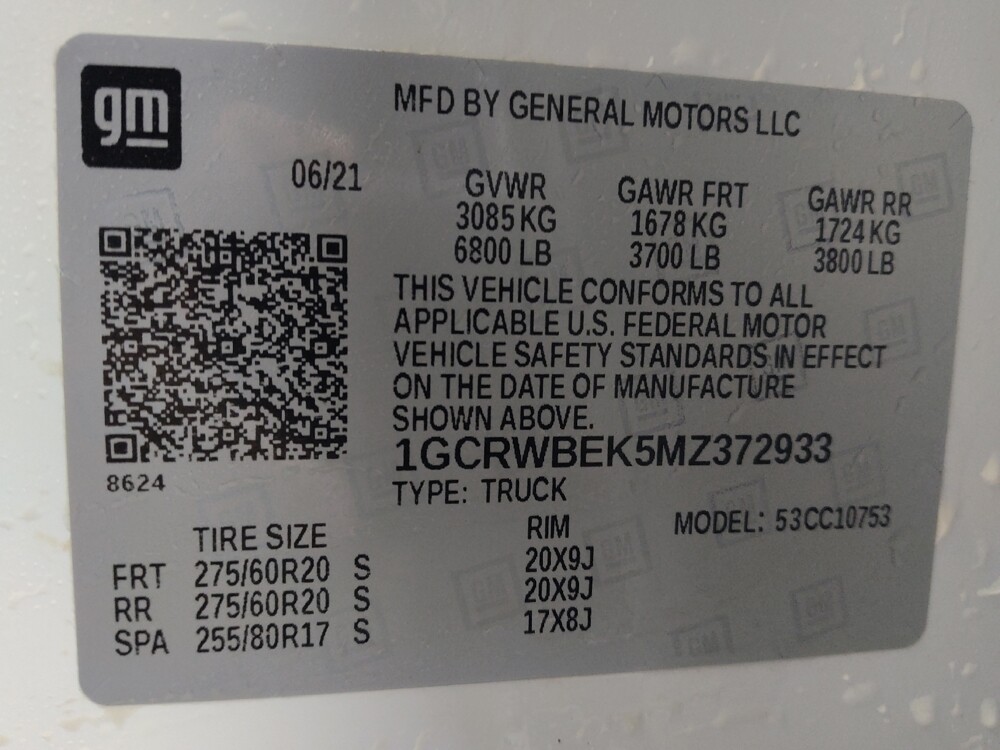 gm
MFD BY GENERAL MOTORS LLC
06/21
GVWR GAWR FRT GAWR RR
3085 KG 1678 KG 1724 KG
6800 LB 3700 LB 3800 LB
THIS VEHICLE CONFORMS TO ALL
APPLICABLE U.S. FEDERAL MOTOR
VEHICLE SAFETY STANDARDS IN EFFECT
ON THE DATE OF MANUFACTURE
SHOWN ABOVE.
1GCRWBEK5MZ372933
8624
TYPE: TRUCK
MODEL: 53CC10753
TIRE SIZE RIM
FRT 275/60R20 S 20X9J
RR 275/60R20 S 20X9J
SPA 255/80R17 S 17X8J